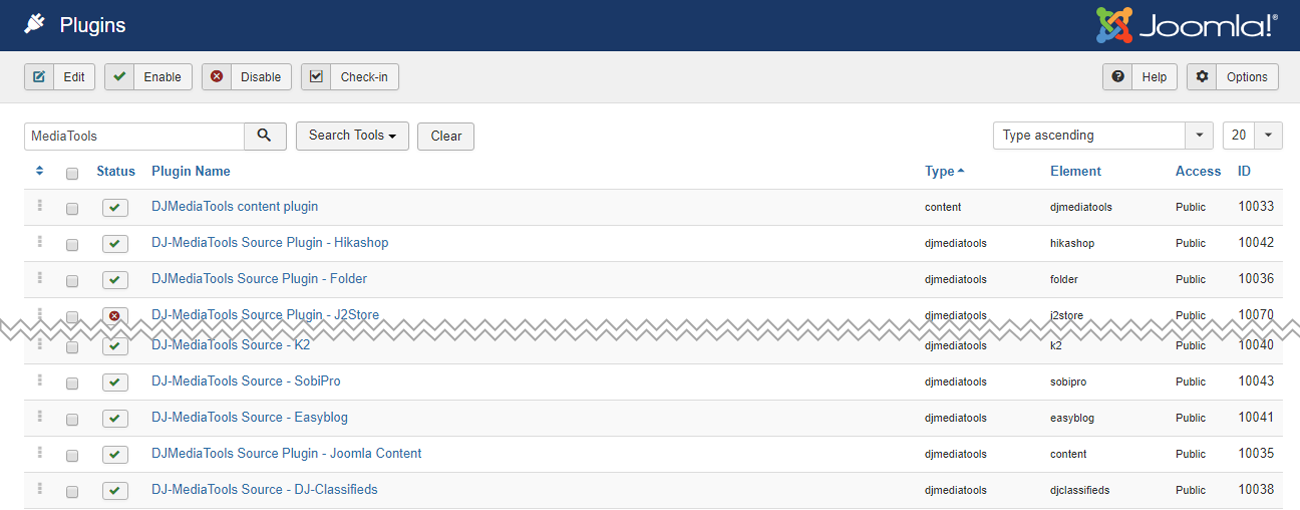 Plugins
Joomla!®
Edit Enable Disable Check-in Help Options
MediaTools Search Tools Clear Type ascending 20
Status Plugin Name Type Element Access ID
DJMediaTools content plugin content djmediatools Public 10033
DJ-MediaTools Source Plugin - Hikashop djmediatools hikashop Public 10042
DJMediaTools Source Plugin - Folder djmediatools folder Public 10036
DJ-MediaTools Source Plugin - J2Store djmediatools j2store Public 10070
DJ-MediaTools Source - K2 djmediatools k2 Public 10040
DJ-MediaTools Source - SobiPro djmediatools sobipro Public 10043
DJ-MediaTools Source - Easyblog djmediatools easyblog Public 10041
DJMediaTools Source Plugin - Joomla Content djmediatools content Public 10035
DJ-MediaTools Source - DJ-Classifieds djmediatools djclassifieds Public 10038